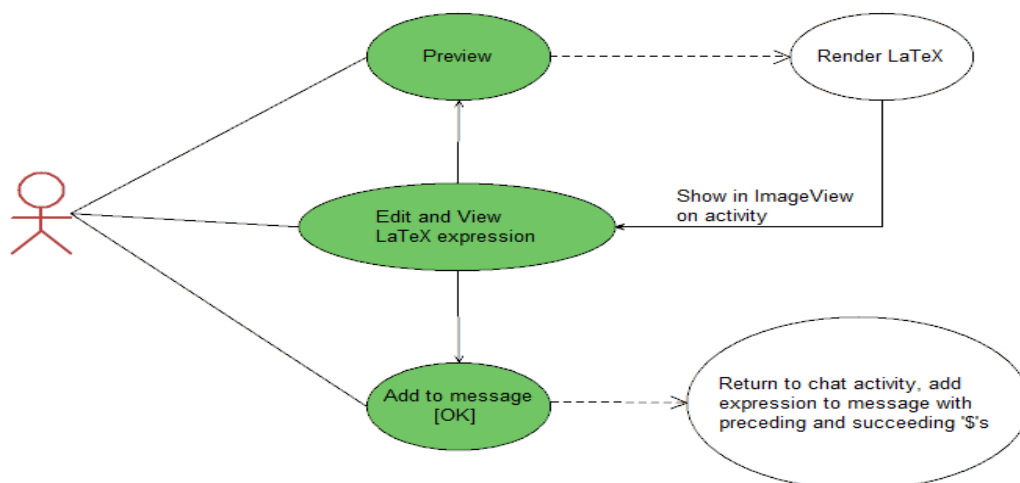 Preview
Render LaTeX
Show in ImageView
on activity
Edit and View
LaTeX expression
Add to message
[OK]
Return to chat activity, add
expression to message with
preceding and succeeding '$'s